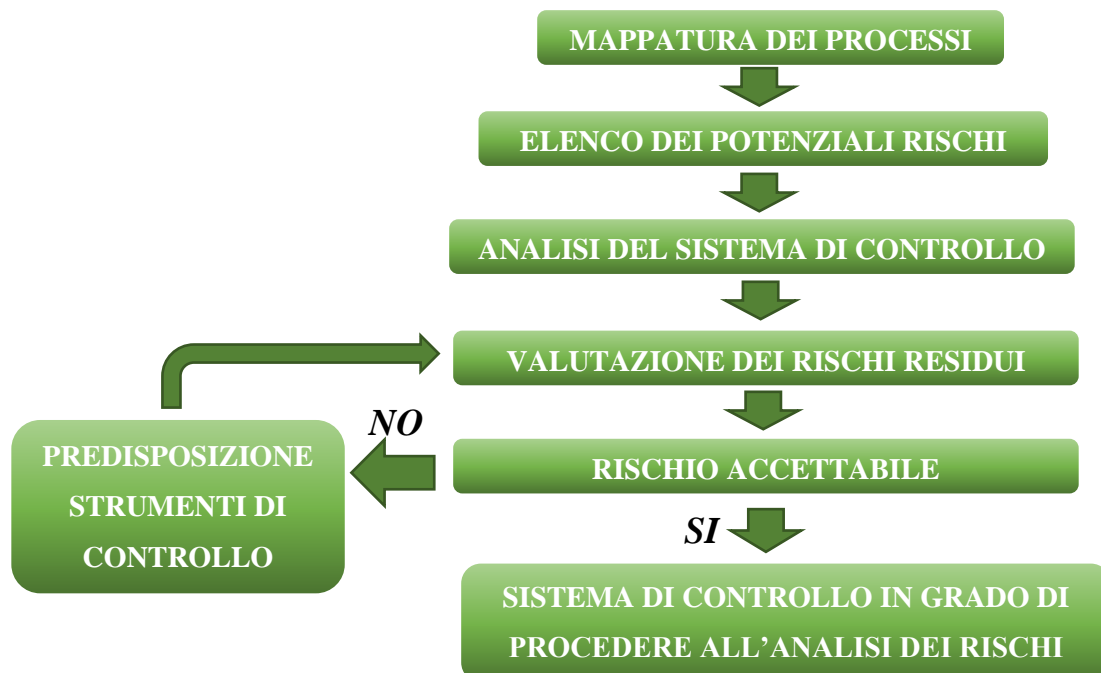 MAPPATURA DEI PROCESSI
ELENCO DEI POTENZIALI RISCHI
ANALISI DEL SISTEMA DI CONTROLLO
VALUTAZIONE DEI RISCHI RESIDUI
NO
PREDISPOSIZIONE
STRUMENTI DI
CONTROLLO
RISCHIO ACCETTABILE
SI
SISTEMA DI CONTROLLO IN GRADO DI
PROCEDERE ALL’ANALISI DEI RISCHI